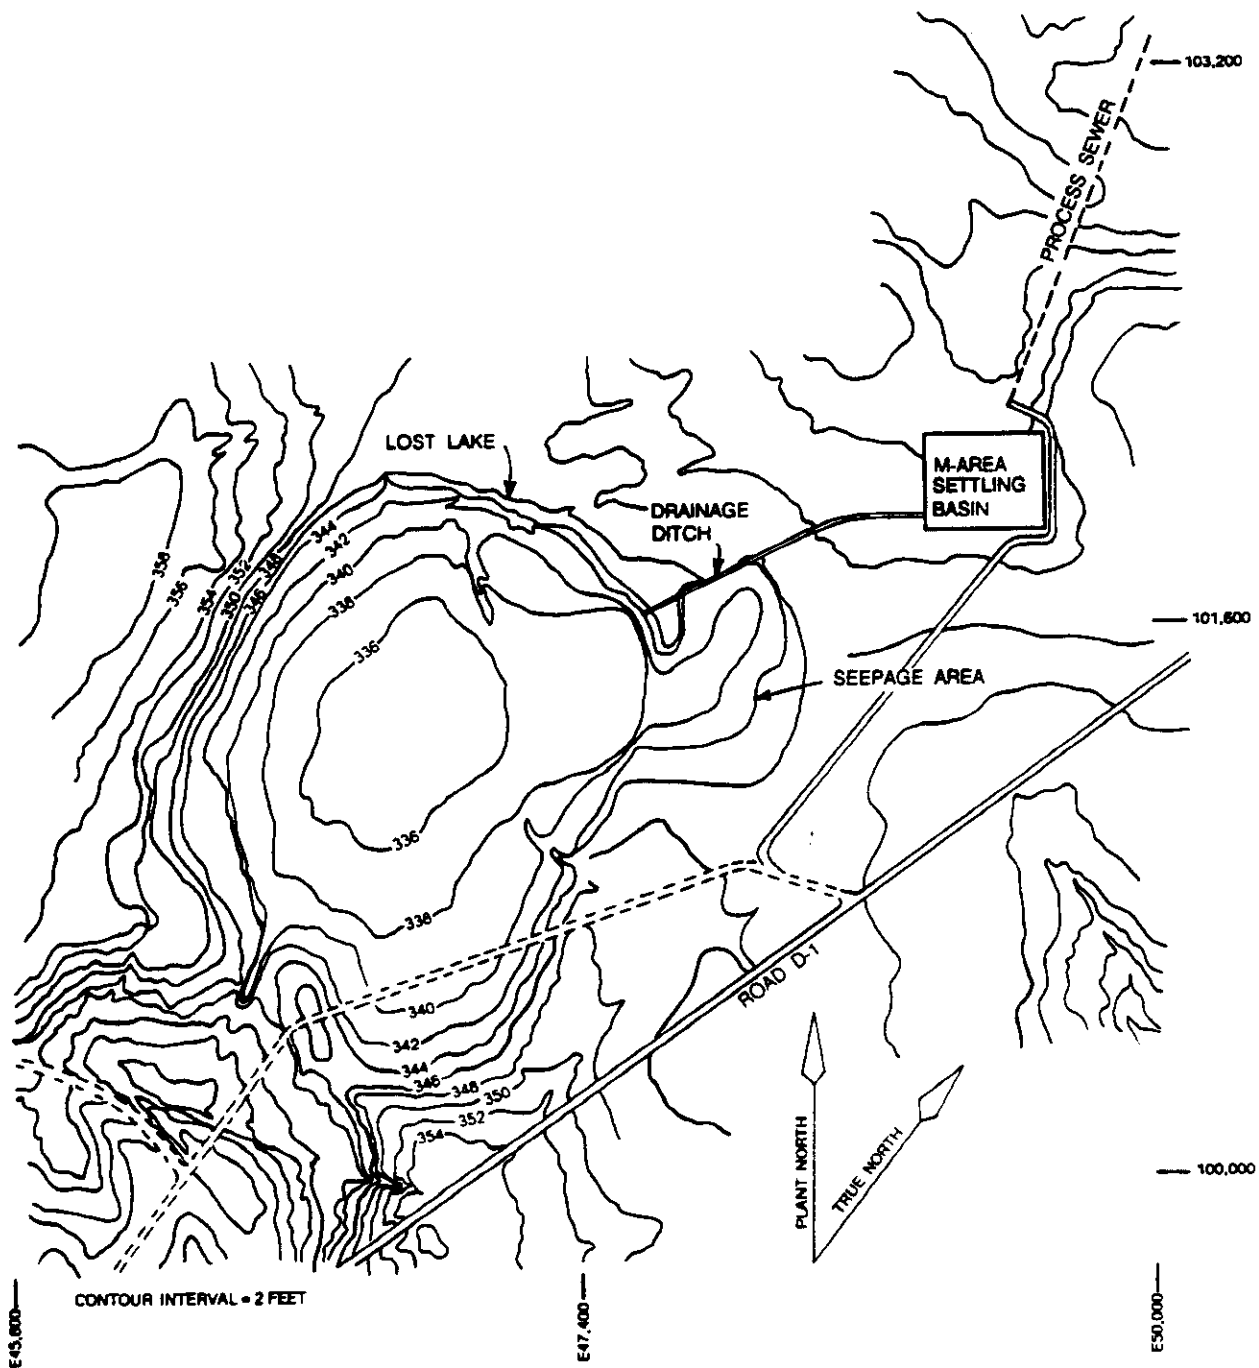 103,200
PROCESS SEWER
LOST LAKE
M-AREA
SETTLING
BASIN
DRAINAGE
DITCH
344
342
340
338
336
358
356
354
352
350
348
346
101,600
SEEPAGE AREA
336
338
340
342
344
346
348
350
352
354
ROAD D-1
PLANT NORTH
TRUE NORTH
100,000
CONTOUR INTERVAL = 2 FEET
E45,800
E47,400
E50,000